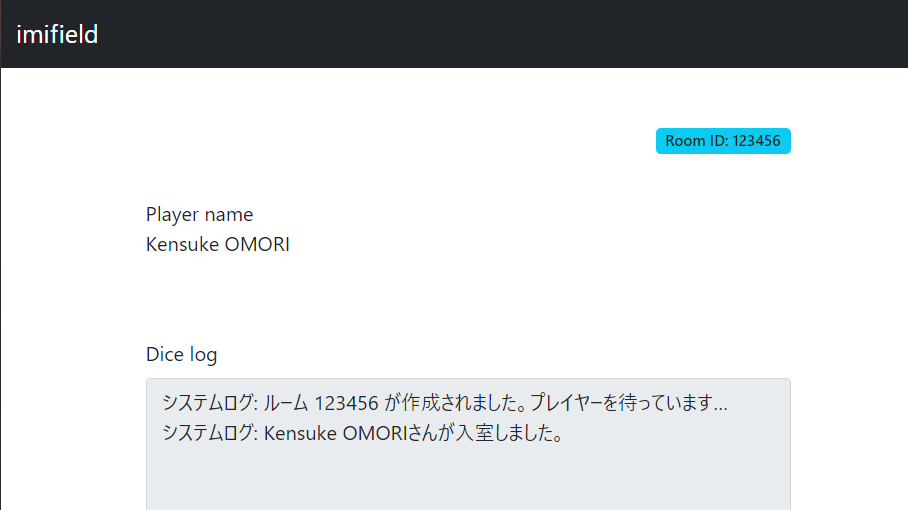 imifield
Room ID: 123456
Player name
Kensuke OMORI
Dice log
システムログ: ルーム 123456 が作成されました。プレイヤーを待っています...
システムログ: Kensuke OMORIさんが入室しました。